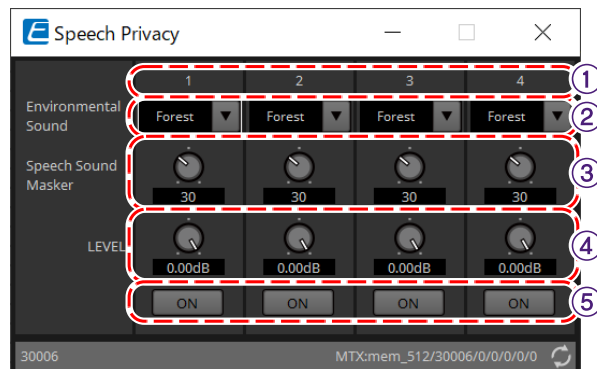 Speech Privacy
1 2 3 4 ①
Environmental
Sound
Forest Forest Forest Forest ②
Speech Sound
Masker
③
30 30 30 30
LEVEL
④
0.00dB 0.00dB 0.00dB 0.00dB
ON ON ON ON ⑤
30006 MTX:mem_512/30006/0/0/0/0/0